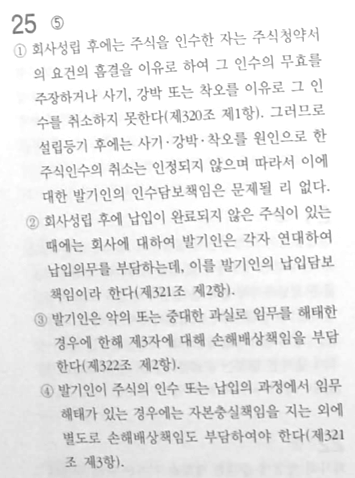 25 ⑤
① 회사성립 후에는 주식을 인수한 자는 주식청약서
의 요건의 흠결을 이유로 하여 그 인수의 무효를
주장하거나 사기, 강박 또는 착오를 이유로 그 인
수를 취소하지 못한다(제320조 제1항). 그러므로
설립등기 후에는 사기·강박·착오를 원인으로 한
주식인수의 취소는 인정되지 않으며 따라서 이에
대한 발기인의 인수담보책임은 문제될 리 없다.
② 회사성립 후에 납입이 완료되지 않은 주식이 있는
때에는 회사에 대하여 발기인은 각자 연대하여
납입의무를 부담하는데, 이를 발기인의 납입담보
책임이라 한다(제321조 제2항).
③ 발기인은 악의 또는 중대한 과실로 임무를 해태한
경우에 한해 제3자에 대해 손해배상책임을 부담
한다(제322조 제2항).
④ 발기인이 주식의 인수 또는 납입의 과정에서 임무
해태가 있는 경우에는 자본충실책임을 지는 외에
별도로 손해배상책임도 부담하여야 한다(제321
조 제3항).